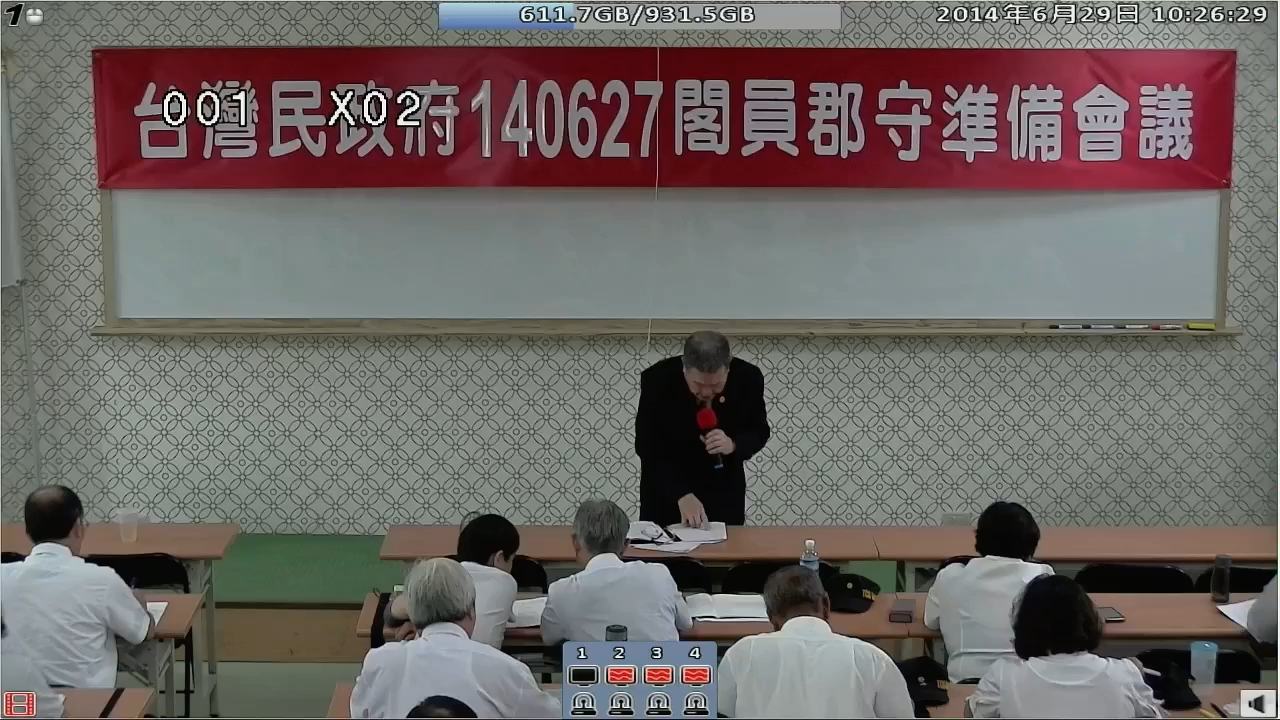 1
611.7GB/931.5GB
2014年6月29日 10:26:29
台灣民政府140627閣員郡守準備會議
001 X02
1 2 3 4